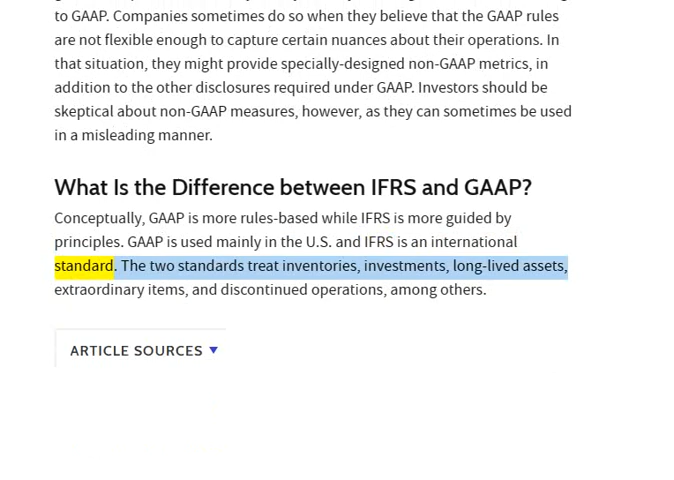 to GAAP. Companies sometimes do so when they believe that the GAAP rules
are not flexible enough to capture certain nuances about their operations. In
that situation, they might provide specially-designed non-GAAP metrics, in
addition to the other disclosures required under GAAP. Investors should be
skeptical about non-GAAP measures, however, as they can sometimes be used
in a misleading manner.
What Is the Difference between IFRS and GAAP?
Conceptually, GAAP is more rules-based while IFRS is more guided by
principles. GAAP is used mainly in the U.S. and IFRS is an international
standard. The two standards treat inventories, investments, long-lived assets,
extraordinary items, and discontinued operations, among others.
ARTICLE SOURCES